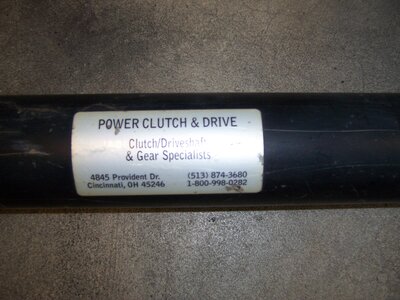 POWER CLUTCH & DRIVE
Clutch/Driveshaft
& Gear Specialists
4845 Provident Dr. (513) 874-3680
Cincinnati, OH 45246 1-800-998-0282